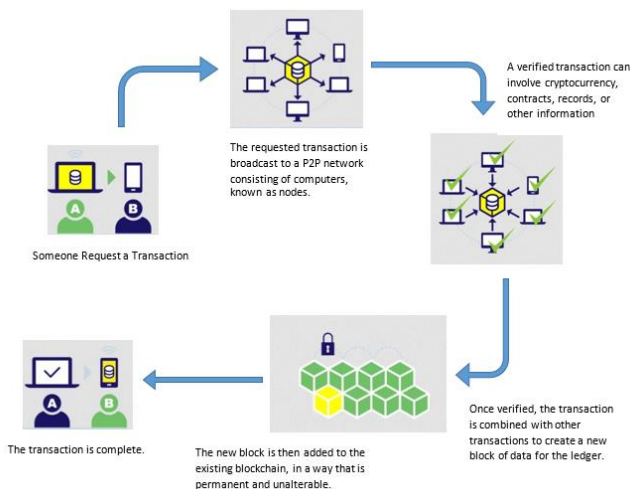 A verified transaction can
involve cryptocurrency,
contracts, records, or
other information
The requested transaction is
broadcast to a P2P network
consisting of computers,
known as nodes.
A
B
Someone Request a Transaction
Once verified, the transaction
is combined with other
transactions to create a new
block of data for the ledger.
The new block is then added to the
existing blockchain, in a way that is
permanent and unalterable.
A
B
The transaction is complete.